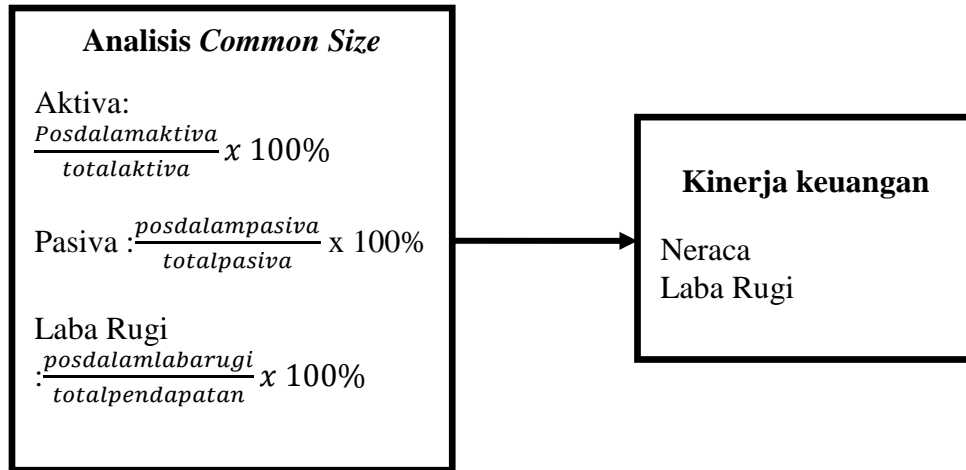 Analisis Common Size
Aktiva:
Posdalamaktiva
totalaktiva x 100%
Pasiva : posdalampasiva
totalpasiva x 100%
Laba Rugi
: posdalamlabarugi
totalpendapatan x 100%
Kinerja keuangan
Neraca
Laba Rugi